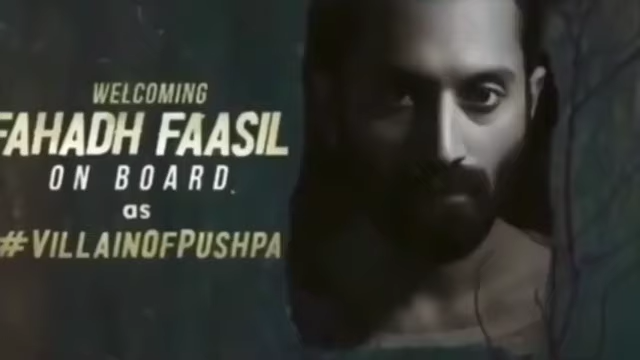 WELCOMING
FAHADH FAASIL
ON BOARD
as
#VILLAINOFPUSHPA